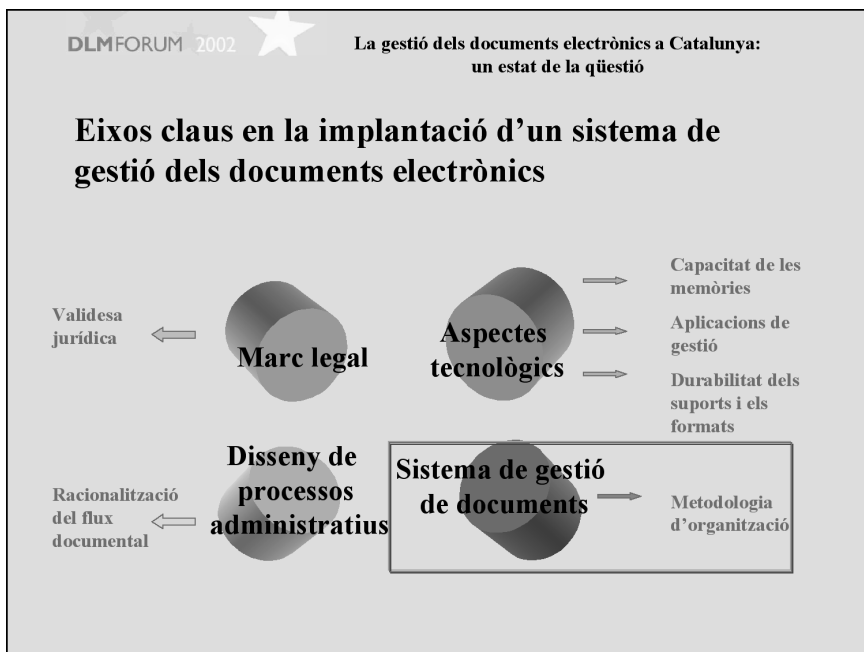 DLMFORUM 2002
La gestió dels documents electrònics a Catalunya:
un estat de la qüestió
Eixos claus en la implantació d'un sistema de
gestió dels documents electrònics
Validesa
jurídica
Marc legal
Aspectes
tecnològics
Capacitat de les
memòries
Aplicacions de
gestió
Durabilitat dels
suports i els
formats
Racionalització
del flux
documental
Disseny de
processos
administratius
Sistema de gestió
de documents
Metodologia
d'organització